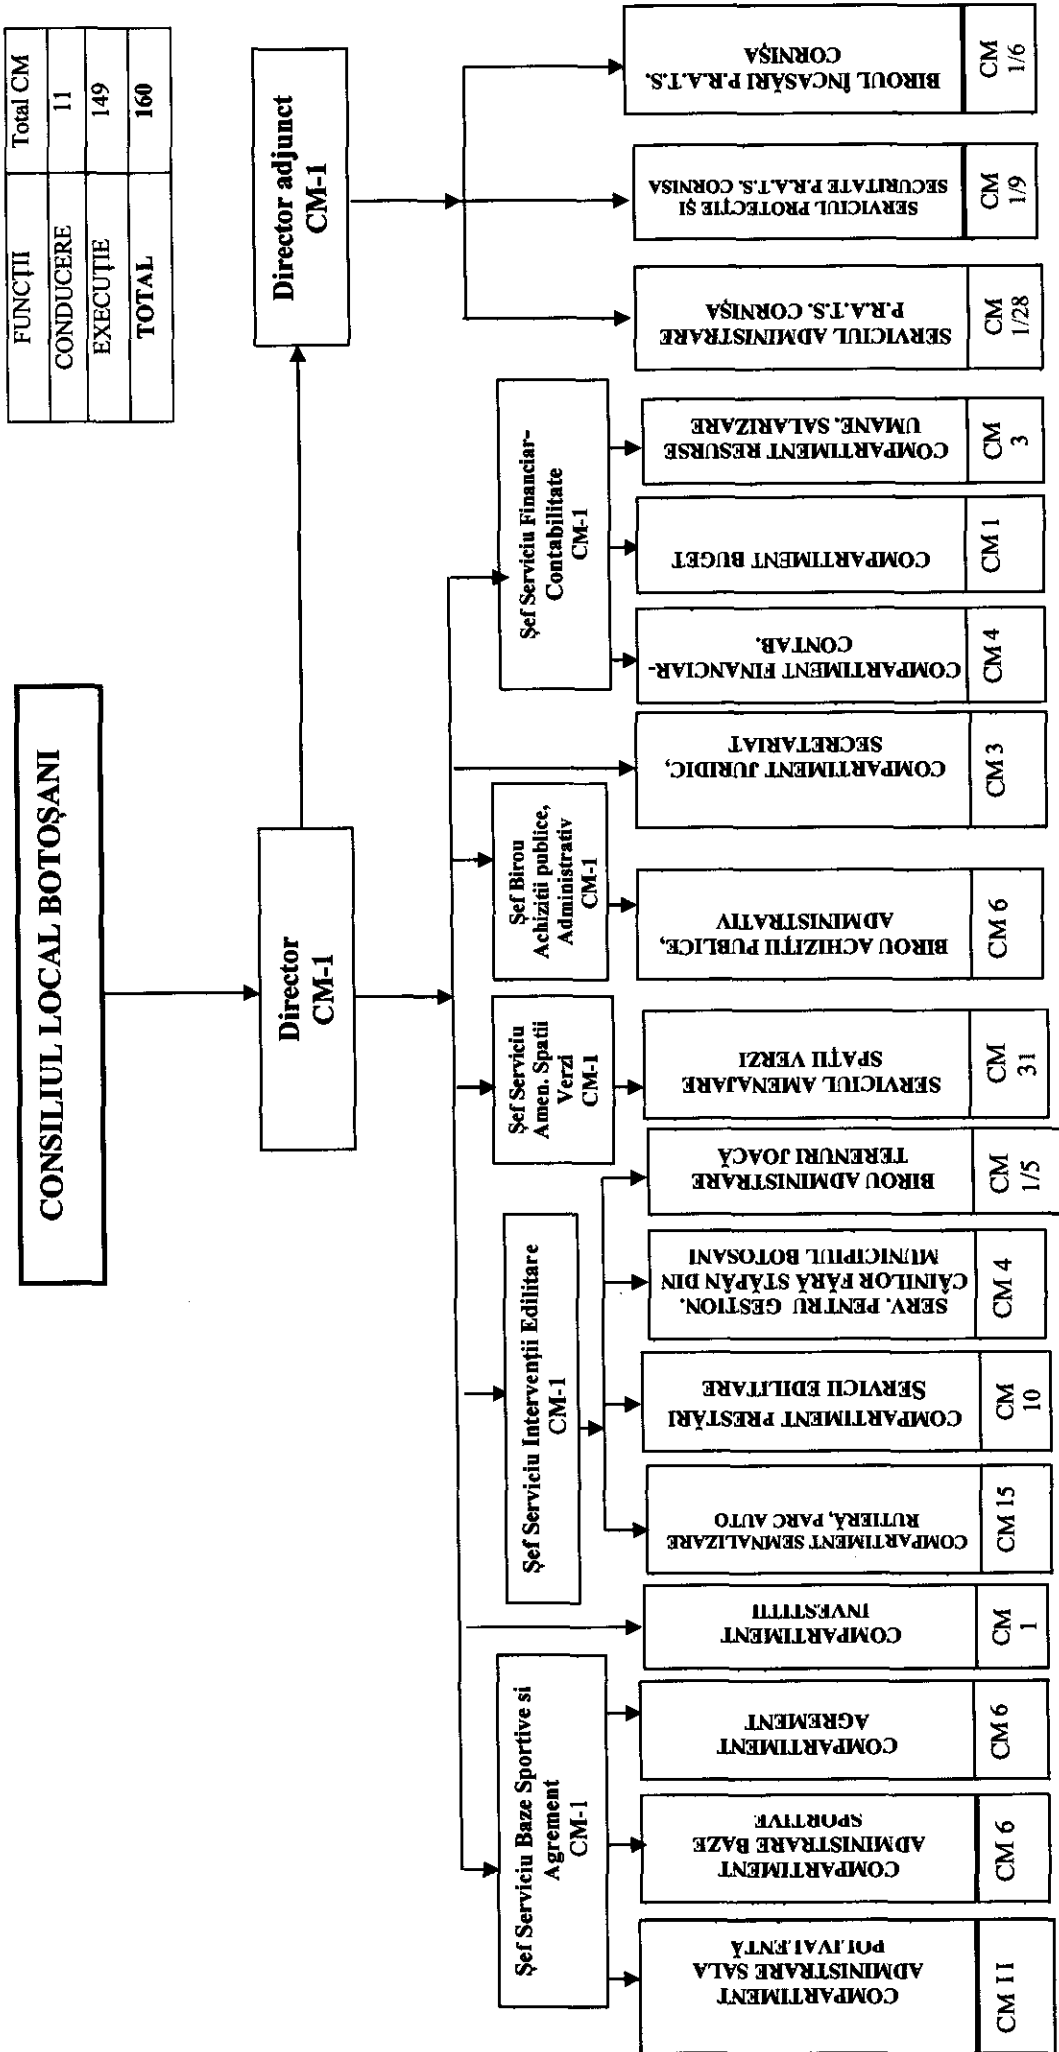 FUNCȚII Total CM
CONDUCERE 11
EXECUȚIE 149
TOTAL 160
CONSILIUL LOCAL BOTOȘANI
Director
CM-1
Director adjunct
CM-1
Șef Serviciu Baze Sportive si
Agrement
CM-1
Șef Serviciu Intervenții Edilitare
CM-1
Șef Serviciu
Amen. Spatii
Verzi
CM-1
Șef Birou
Achizitii publice,
Administrativ
CM-1
Șef Serviciu Financiar-
Contabilitate
CM-1
COMPARTIMENT
ADMINISTRARE SALA
POLIVALENTĂ
CM 11
COMPARTIMENT
ADMINISTRARE BAZE
SPORTIVE
CM 6
COMPARTIMENT
AGREMENT
CM 6
COMPARTIMENT
INVESTITII
CM
1
COMPARTIMENT SEMNALIZARE
RUTIERĂ, PARC AUTO
CM 15
COMPARTIMENT PRESTĂRI
SERVICII EDILITARE
CM
10
SERV. PENTRU GESTION.
CÂINILOR FĂRĂ STĂPÂN DIN
MUNICIPIUL BOTOSANI
CM 4
BIROU ADMINISTRARE
TERENURI JOACĂ
CM
1/5
SERVICIUL AMENAJARE
SPAȚII VERZI
CM
31
BIROU ACHIZIȚII PUBLICE,
ADMINISTRATIV
CM 6
COMPARTIMENT JURIDIC,
SECRETARIAT
CM 3
COMPARTIMENT FINANCIAR-
CONTAB.
CM 4
COMPARTIMENT BUGET
CM 1
COMPARTIMENT RESURSE
UMANE, SALARIZARE
CM
3
SERVICIUL ADMINISTRARE
P.R.A.T.S. CORNIȘA
CM
1/28
SERVICIUL PROTECȚIE ȘI
SECURITATE P.R.A.T.S. CORNISA
CM
1/9
BIROUL ÎNCASĂRI P.R.A.T.S.
CORNIȘA
CM
1/6